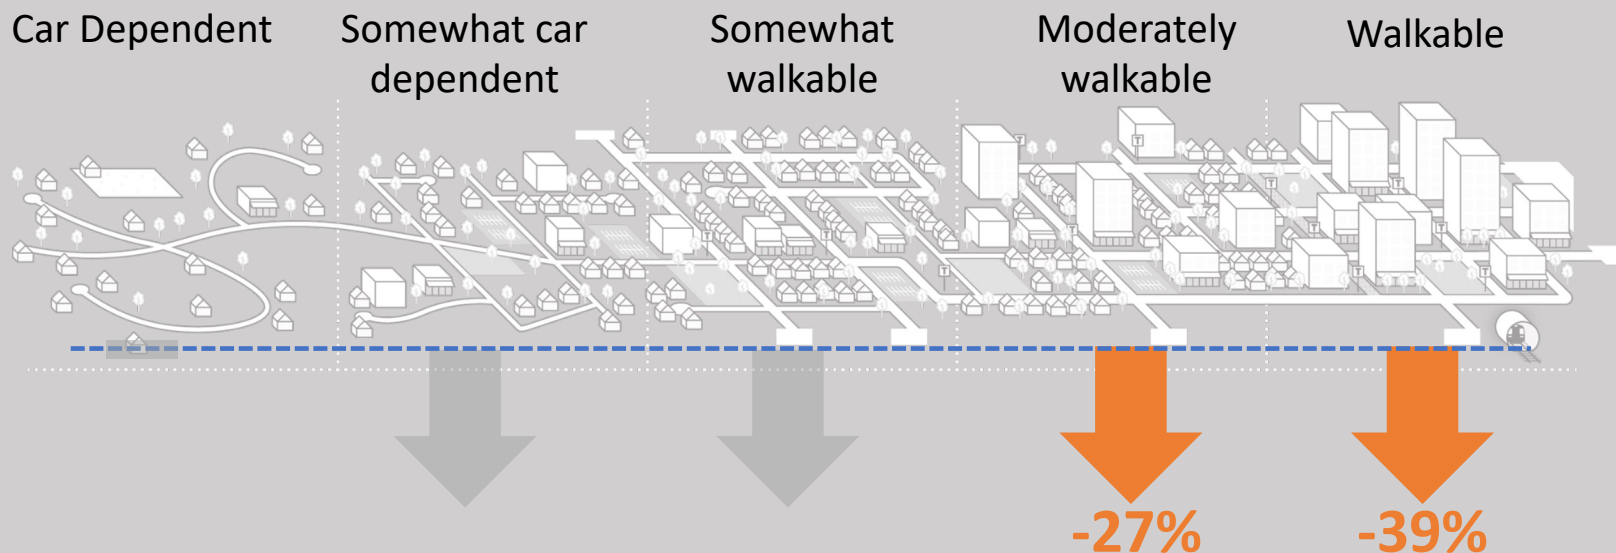 Car Dependent
Somewhat car
dependent
Somewhat
walkable
Moderately
walkable
Walkable
-27%
-39%